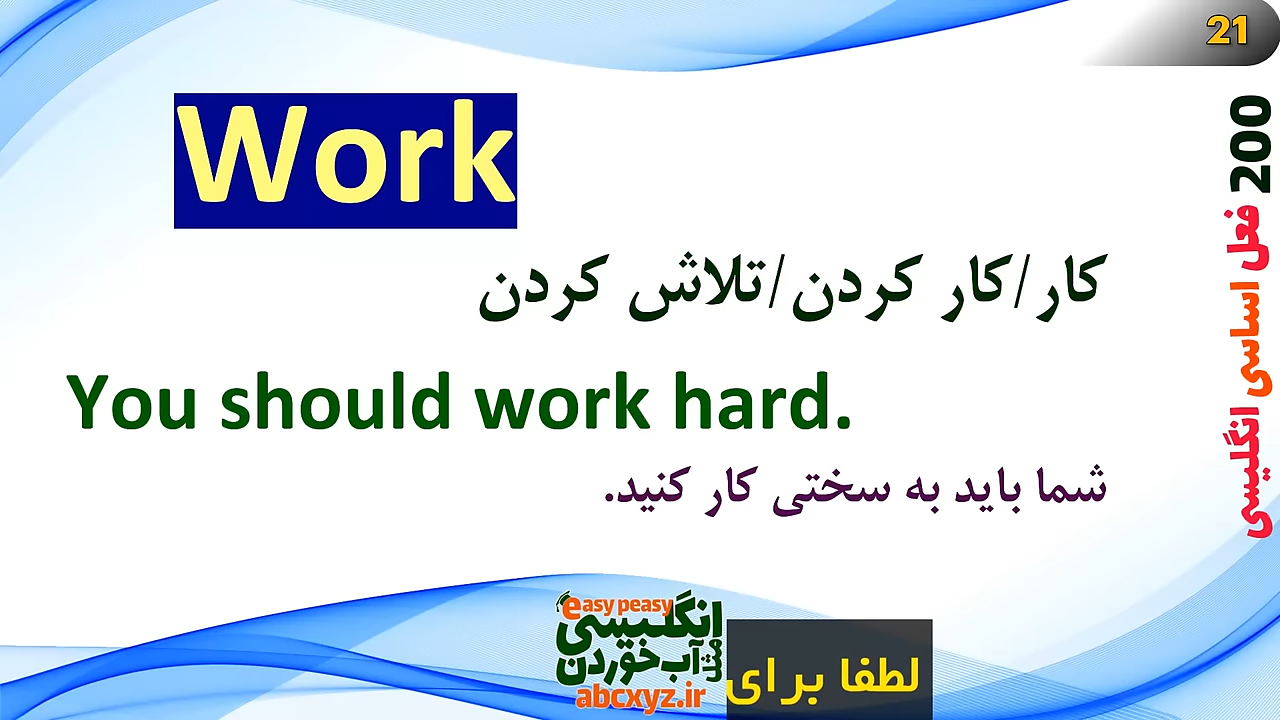 21
Work
کار/کار کردن/تلاش کردن
You should work hard.
شما باید به سختی کار کنید.
200 فعل اساسی انگلیسی
easy peasy
انگلیسی
مثل آب خوردن
abcxyz.ir
لطفا برای